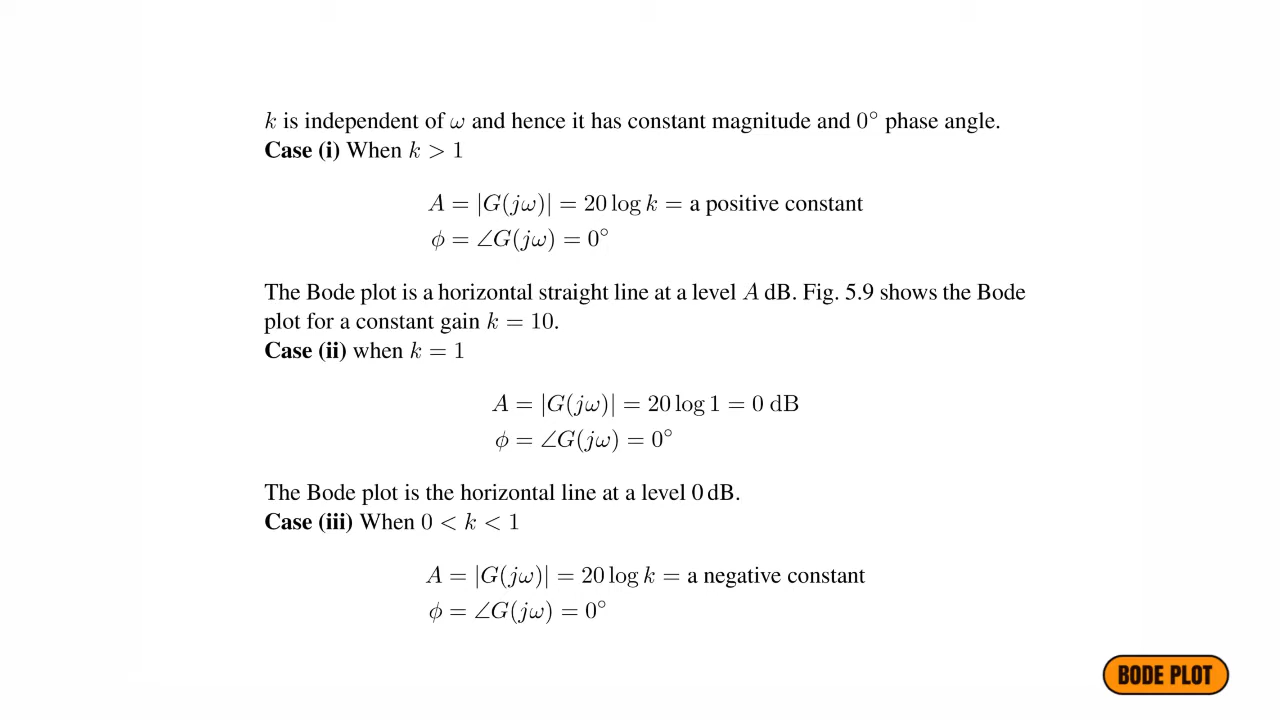 k is independent of ω and hence it has constant magnitude and 0° phase angle.
Case (i) When k > 1
A = |G(jω)| = 20 log k = a positive constant
ϕ = ∠G(jω) = 0°
The Bode plot is a horizontal straight line at a level A dB. Fig. 5.9 shows the Bode
plot for a constant gain k = 10.
Case (ii) when k = 1
A = |G(jω)| = 20 log 1 = 0 dB
ϕ = ∠G(jω) = 0°
The Bode plot is the horizontal line at a level 0 dB.
Case (iii) When 0 < k < 1
A = |G(jω)| = 20 log k = a negative constant
ϕ = ∠G(jω) = 0°
BODE PLOT